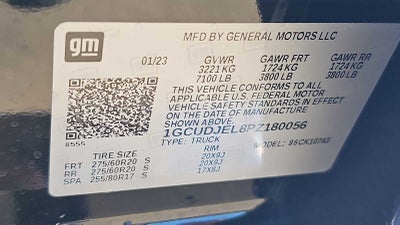 gm
MFD BY GENERAL MOTORS LLC
01/23 GVWR GAWR FRT GAWR RR
3221 KG 1724 KG 1724 KG
7100 LB 3800 LB 3800 LB
THIS VEHICLE CONFORMS TO ALL
APPLICABLE U.S. FEDERAL MOTOR
VEHICLE SAFETY STANDARDS IN EFFECT
ON THE DATE OF MANUFACTURE
SHOWN ABOVE.
1GCUDJEL8PZ180056
8555
TYPE: TRUCK MODEL: 86CK10743
TIRE SIZE RIM
FRT 275/60R20 S 20X9J
RR 275/60R20 S 20X9J
SPA 255/80R17 S 17X8J